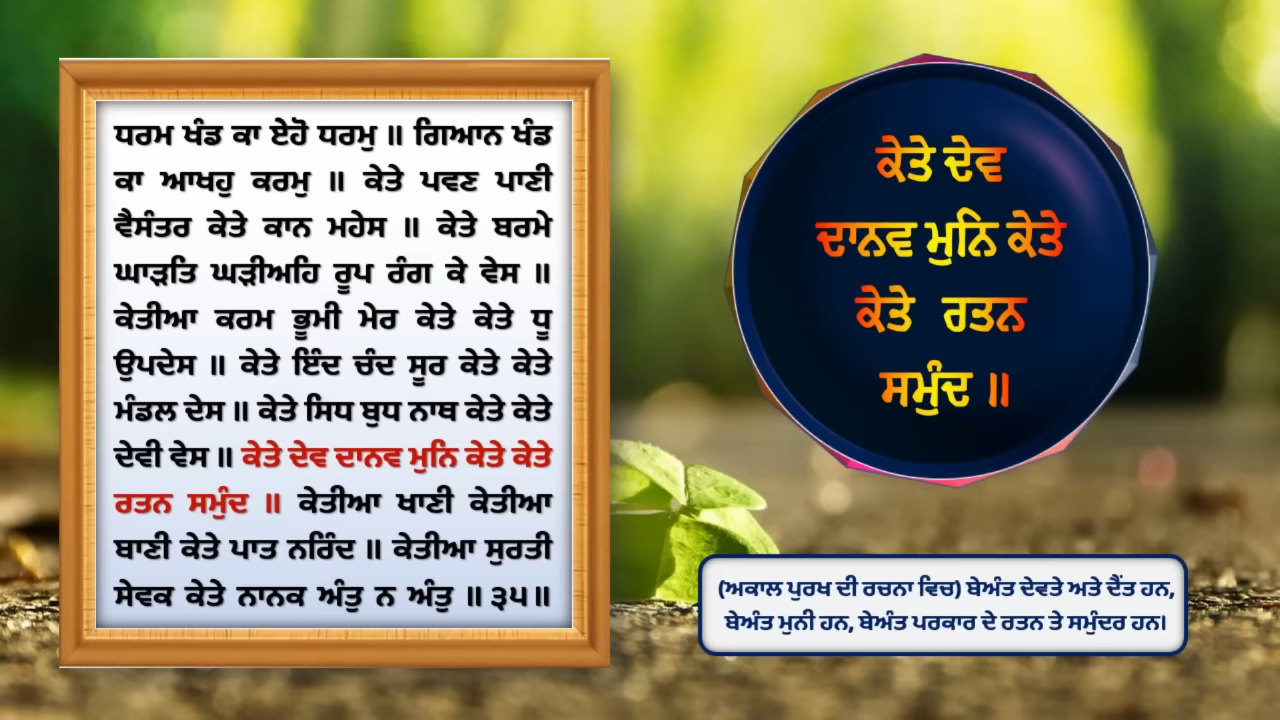 ਧਰਮ ਖੰਡ ਕਾ ਏਹੋ ਧਰਮੁ ॥ ਗਿਆਨ ਖੰਡ
ਕਾ ਆਖਹੁ ਕਰਮੁ ॥ ਕੇਤੇ ਪਵਣ ਪਾਣੀ
ਵੈਸੰਤਰ ਕੇਤੇ ਕਾਨ ਮਹੇਸ ॥ ਕੇਤੇ ਬਰਮੇ
ਘਾੜਤਿ ਘੜੀਅਹਿ ਰੂਪ ਰੰਗ ਕੇ ਵੇਸ ॥
ਕੇਤੀਆ ਕਰਮ ਭੂਮੀ ਮੇਰ ਕੇਤੇ ਕੇਤੇ ਧੂ
ਉਪਦੇਸ ॥ ਕੇਤੇ ਇੰਦ ਚੰਦ ਸੂਰ ਕੇਤੇ ਕੇਤੇ
ਮੰਡਲ ਦੇਸ ॥ ਕੇਤੇ ਸਿਧ ਬੁਧ ਨਾਥ ਕੇਤੇ ਕੇਤੇ
ਦੇਵੀ ਵੇਸ ॥ ਕੇਤੇ ਦੇਵ ਦਾਨਵ ਮੁਨਿ ਕੇਤੇ ਕੇਤੇ
ਰਤਨ ਸਮੁੰਦ ॥ ਕੇਤੀਆ ਖਾਣੀ ਕੇਤੀਆ
ਬਾਣੀ ਕੇਤੇ ਪਾਤ ਨਰਿੰਦ ॥ ਕੇਤੀਆ ਸੁਰਤੀ
ਸੇਵਕ ਕੇਤੇ ਨਾਨਕ ਅੰਤੁ ਨ ਅੰਤੁ ॥੩੫॥
ਕੇਤੇ ਦੇਵ
ਦਾਨਵ ਮੁਨਿ ਕੇਤੇ
ਕੇਤੇ ਰਤਨ
ਸਮੁੰਦ ॥
(ਅਕਾਲ ਪੁਰਖ ਦੀ ਰਚਨਾ ਵਿਚ) ਬੇਅੰਤ ਦੇਵਤੇ ਅਤੇ ਦੈਂਤ ਹਨ,
ਬੇਅੰਤ ਮੁਨੀ ਹਨ, ਬੇਅੰਤ ਪਰਕਾਰ ਦੇ ਰਤਨ ਤੇ ਸਮੁੰਦਰ ਹਨ।